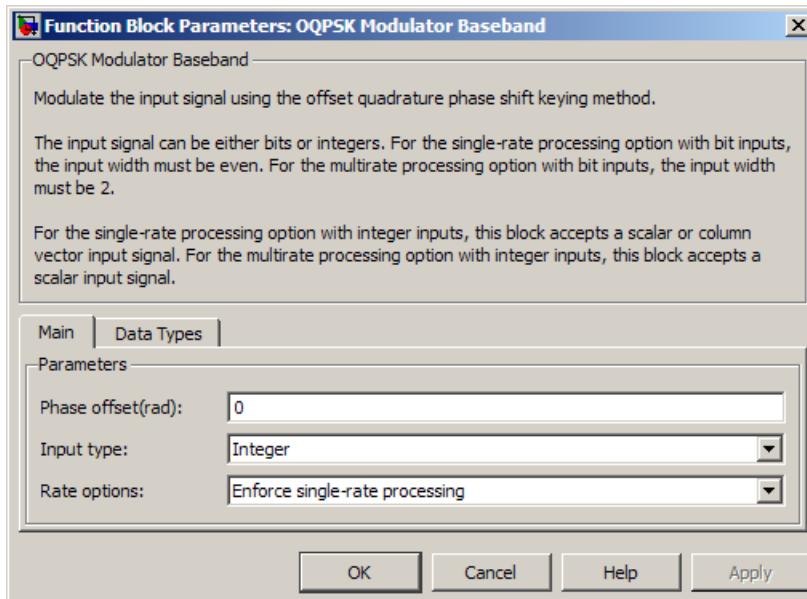 Function Block Parameters: OQPSK Modulator Baseband
OQPSK Modulator Baseband
Modulate the input signal using the offset quadrature phase shift keying method.
The input signal can be either bits or integers. For the single-rate processing option with bit inputs,
the input width must be even. For the multirate processing option with bit inputs, the input width
must be 2.
For the single-rate processing option with integer inputs, this block accepts a scalar or column
vector input signal. For the multirate processing option with integer inputs, this block accepts a
scalar input signal.
Main Data Types
Parameters
Phase offset(rad): 0
Input type: Integer
Rate options: Enforce single-rate processing
OK Cancel Help Apply